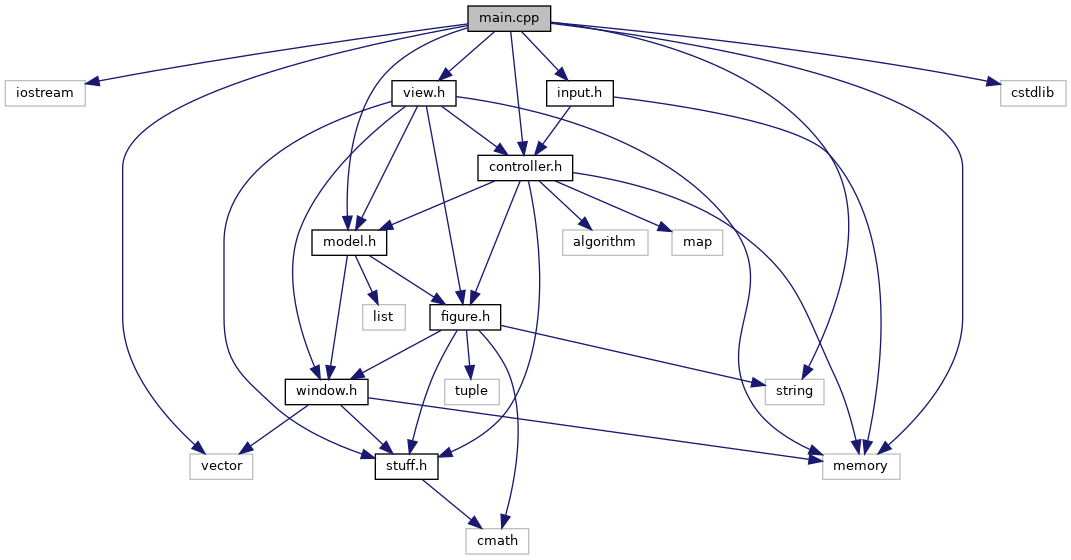 main.cpp
iostream
view.h
input.h
cstdlib
controller.h
model.h
algorithm
map
list
figure.h
window.h
tuple
string
vector
stuff.h
memory
cmath